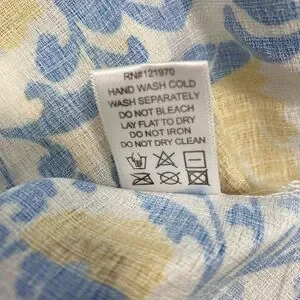 RN#121970
HAND WASH COLD
WASH SEPARATELY
DO NOT BLEACH
LAY FLAT TO DRY
DO NOT IRON
DO NOT DRY CLEAN